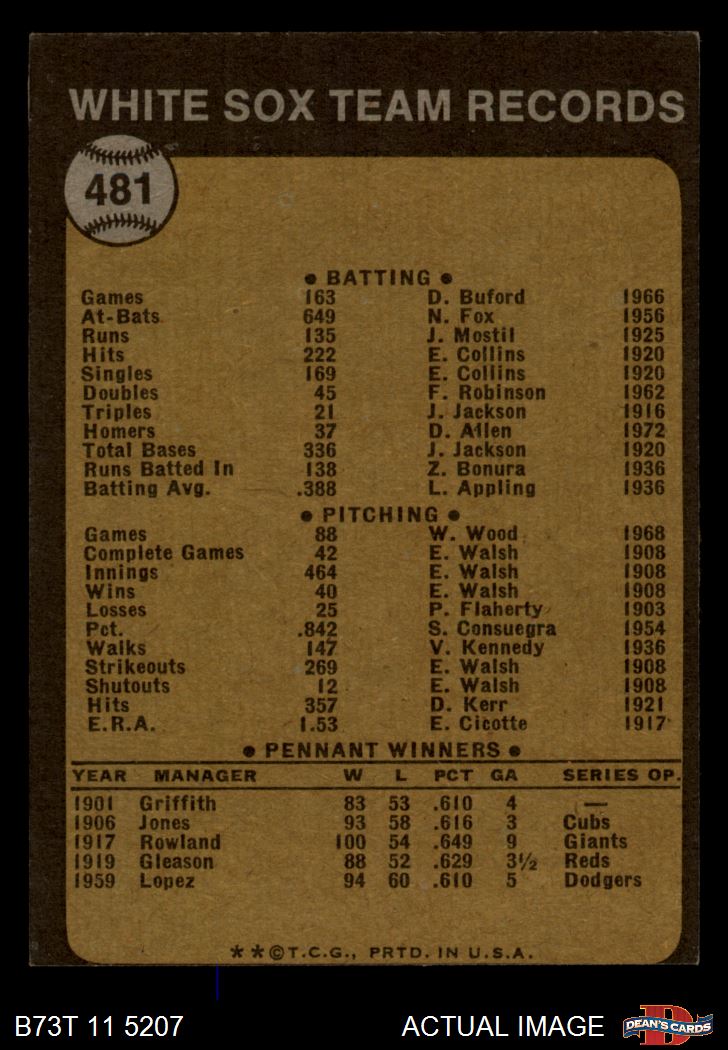 WHITE SOX TEAM RECORDS
481
● BATTING ●
Games 163 D. Buford 1966
At-Bats 649 N. Fox 1956
Runs 135 J. Mostil 1925
Hits 222 E. Collins 1920
Singles 169 E. Collins 1920
Doubles 45 F. Robinson 1962
Triples 21 J. Jackson 1916
Homers 37 D. Allen 1972
Total Bases 336 J. Jackson 1920
Runs Batted In 138 Z. Bonura 1936
Batting Avg. .388 L. Appling 1936
● PITCHING ●
Games 88 W. Wood 1968
Complete Games 42 E. Walsh 1908
Innings 464 E. Walsh 1908
Wins 40 E. Walsh 1908
Losses 25 P. Flaherty 1903
Pct. .842 S. Consuegra 1954
Walks 147 V. Kennedy 1936
Strikeouts 269 E. Walsh 1908
Shutouts 12 E. Walsh 1908
Hits 357 D. Kerr 1921
E.R.A. 1.53 E. Cicotte 1917
● PENNANT WINNERS ●
YEAR MANAGER W L PCT GA SERIES OP.
1901 Griffith 83 53 .610 4 —
1906 Jones 93 58 .616 3 Cubs
1917 Rowland 100 54 .649 9 Giants
1919 Gleason 88 52 .629 3½ Reds
1959 Lopez 94 60 .610 5 Dodgers
**©T.C.G., PRTD. IN U.S.A.
B73T 11 5207 ACTUAL IMAGE
D
DEAN'S CARDS